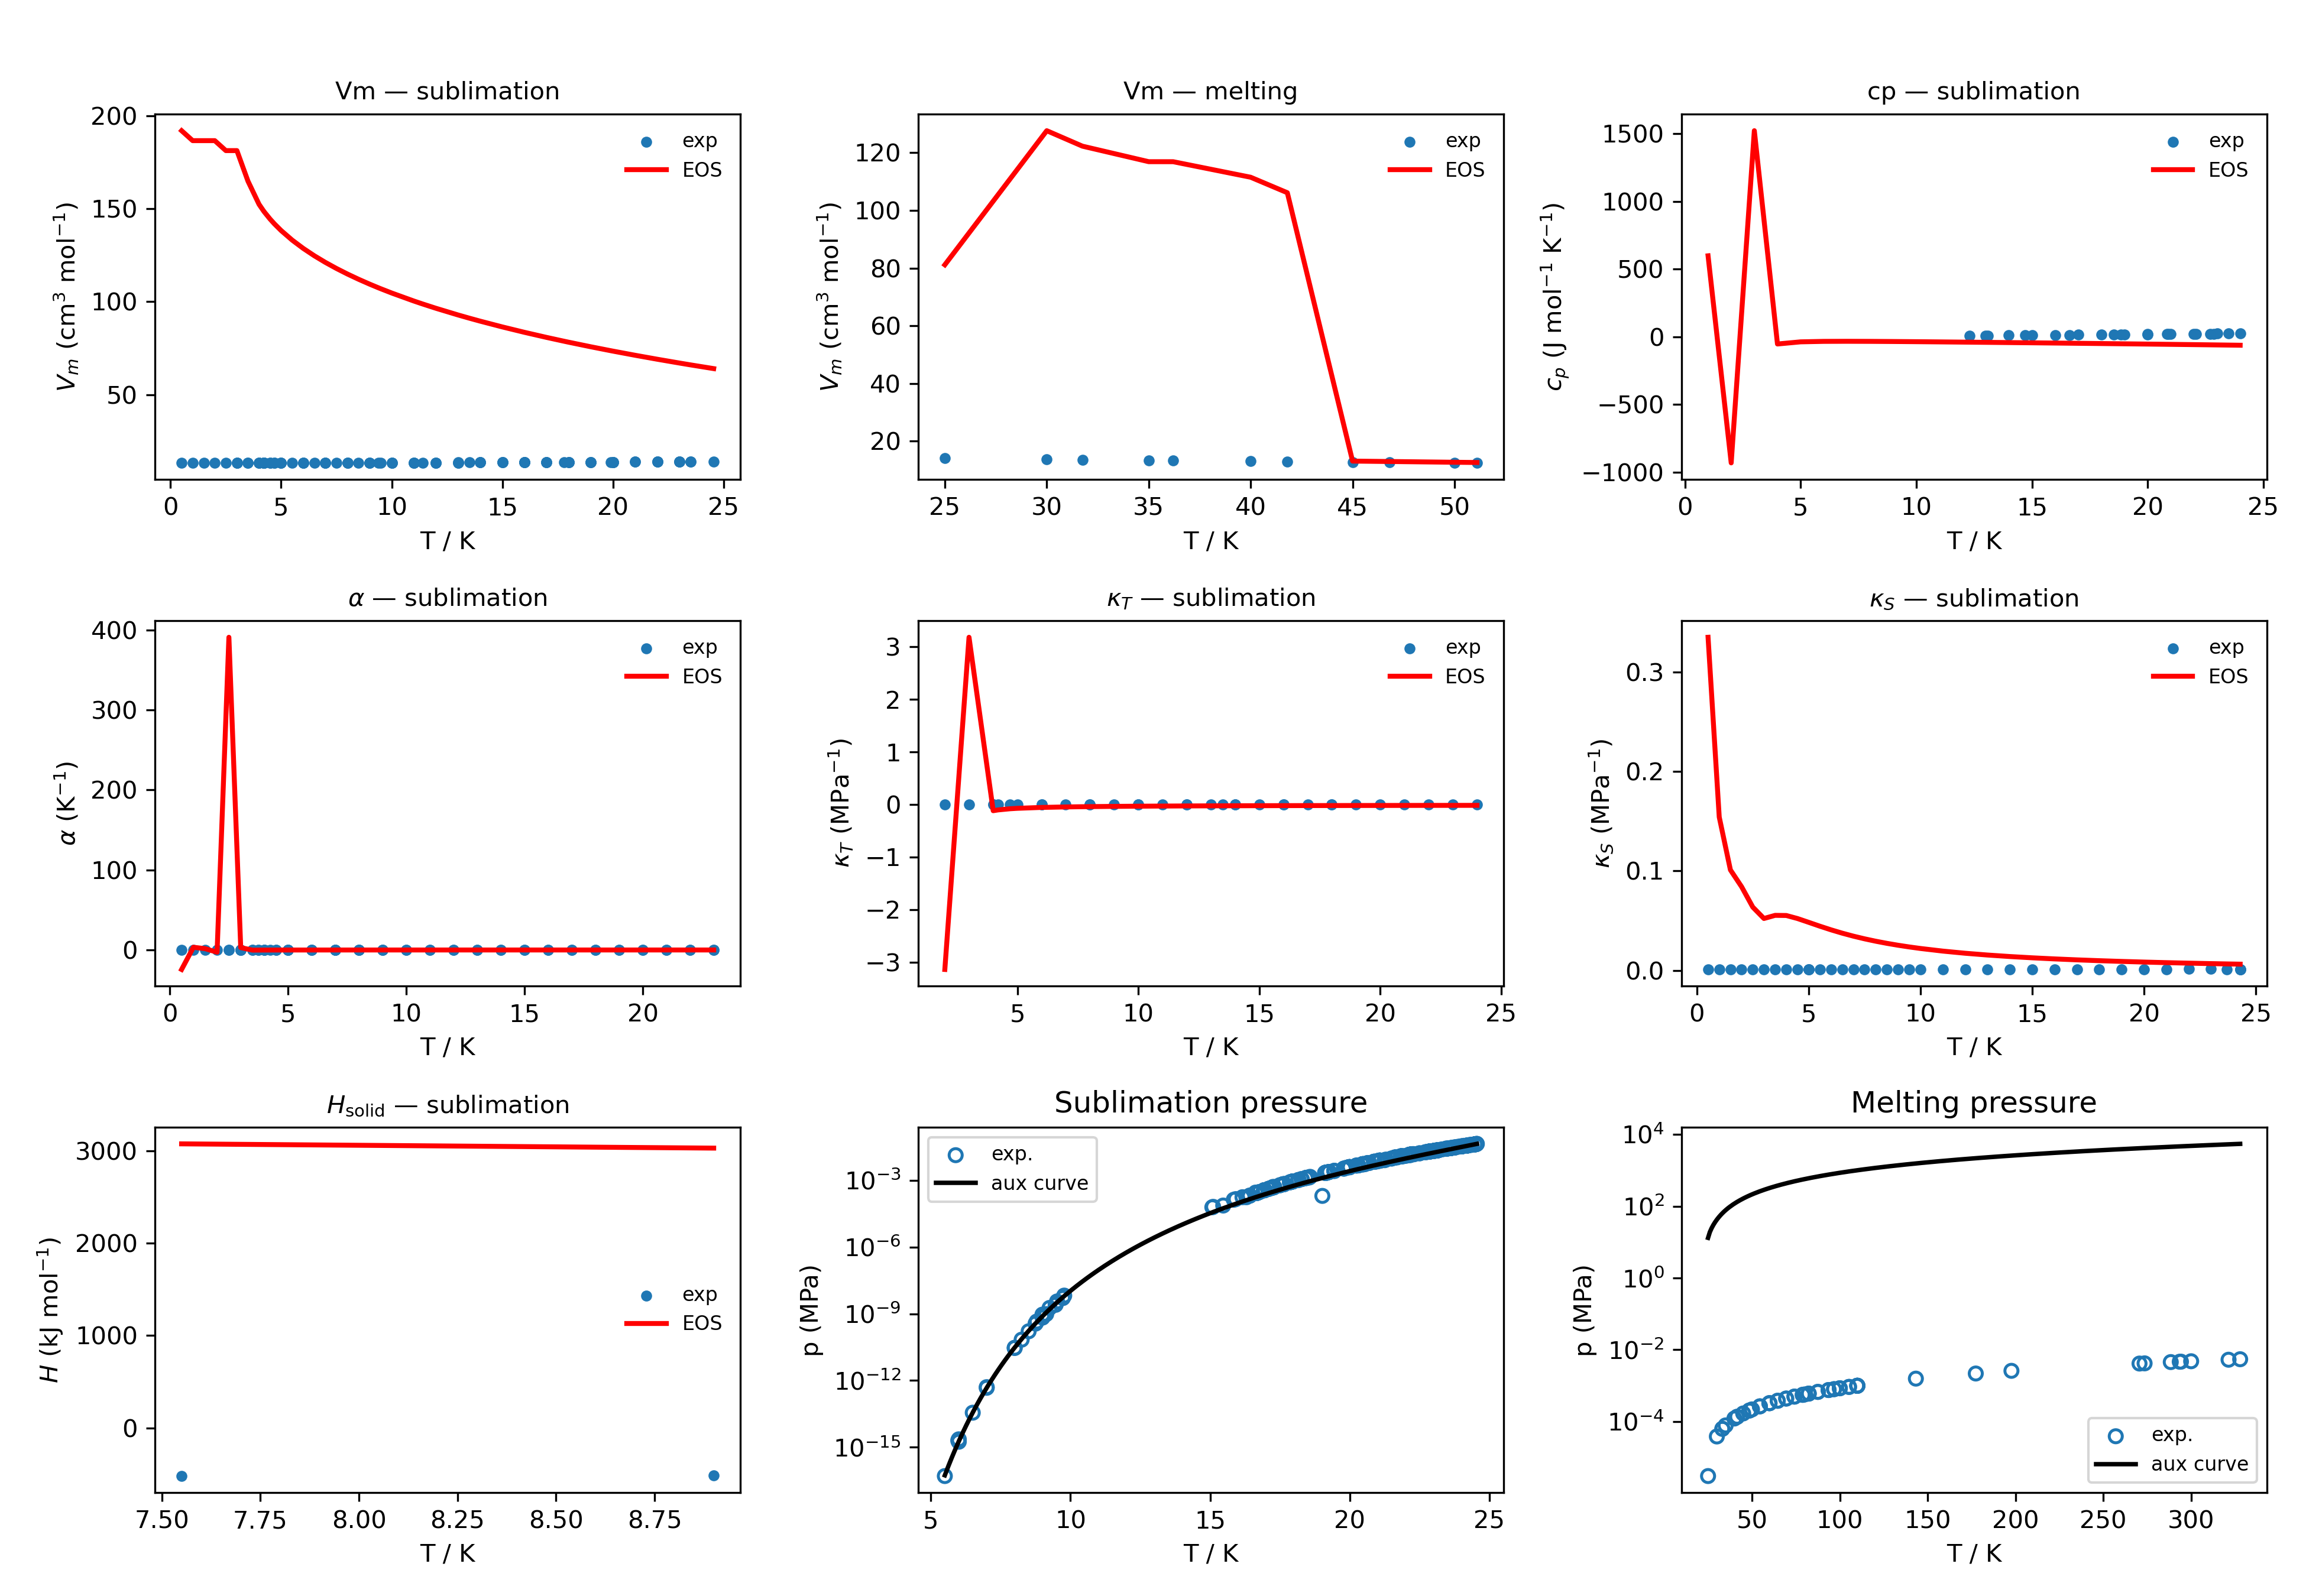 Vm — sublimation
200
150
100
50
V_m (cm³ mol⁻¹)
exp
EOS
0 5 10 15 20 25
T / K
Vm — melting
120
100
80
60
40
20
V_m (cm³ mol⁻¹)
exp
EOS
25 30 35 40 45 50
T / K
cp — sublimation
1500
1000
500
0
−500
−1000
c_p (J mol⁻¹ K⁻¹)
exp
EOS
0 5 10 15 20 25
T / K
α — sublimation
400
300
200
100
0
α (K⁻¹)
exp
EOS
0 5 10 15 20
T / K
κ_T — sublimation
3
2
1
0
−1
−2
−3
κ_T (MPa⁻¹)
exp
EOS
5 10 15 20 25
T / K
κ_S — sublimation
0.3
0.2
0.1
0.0
κ_S (MPa⁻¹)
exp
EOS
0 5 10 15 20 25
T / K
H_solid — sublimation
3000
2000
1000
0
H (kJ mol⁻¹)
exp
EOS
7.50 7.75 8.00 8.25 8.50 8.75
T / K
Sublimation pressure
10⁻³
10⁻⁶
10⁻⁹
10⁻¹²
10⁻¹⁵
p (MPa)
exp.
aux curve
5 10 15 20 25
T / K
Melting pressure
10⁴
10²
10⁰
10⁻²
10⁻⁴
p (MPa)
exp.
aux curve
50 100 150 200 250 300
T / K